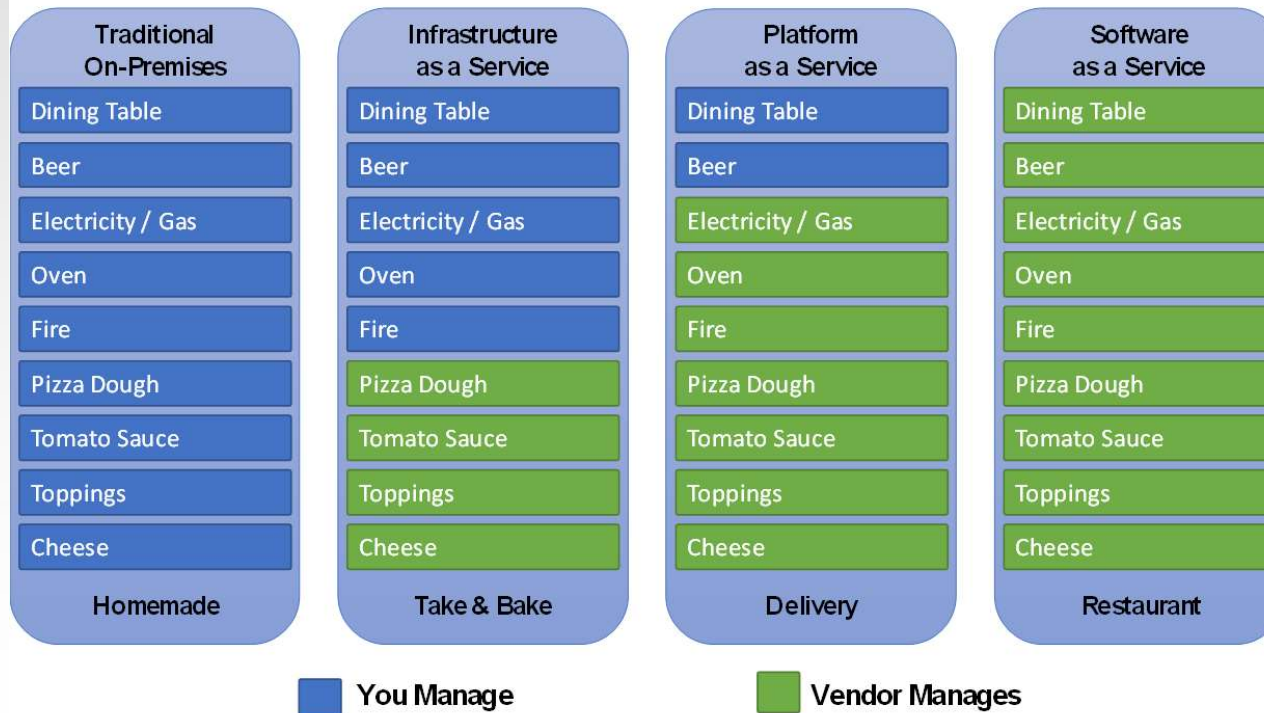 Traditional
On-Premises
Dining Table
Beer
Electricity / Gas
Oven
Fire
Pizza Dough
Tomato Sauce
Toppings
Cheese
Homemade
Infrastructure
as a Service
Dining Table
Beer
Electricity / Gas
Oven
Fire
Pizza Dough
Tomato Sauce
Toppings
Cheese
Take & Bake
Platform
as a Service
Dining Table
Beer
Electricity / Gas
Oven
Fire
Pizza Dough
Tomato Sauce
Toppings
Cheese
Delivery
Software
as a Service
Dining Table
Beer
Electricity / Gas
Oven
Fire
Pizza Dough
Tomato Sauce
Toppings
Cheese
Restaurant
You Manage
Vendor Manages